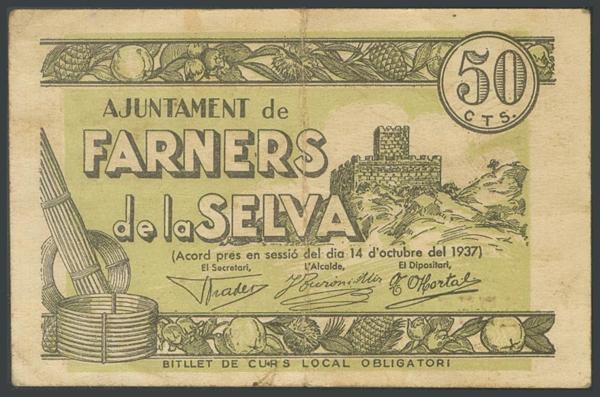 50
CTS.
AJUNTAMENT de
FARNERS
de la SELVA
(Acord pres en sessió del dia 14 d'octubre del 1937)
El Secretari, L'Alcalde, El Dipositari,
BITLLET DE CURS LOCAL OBLIGATORI